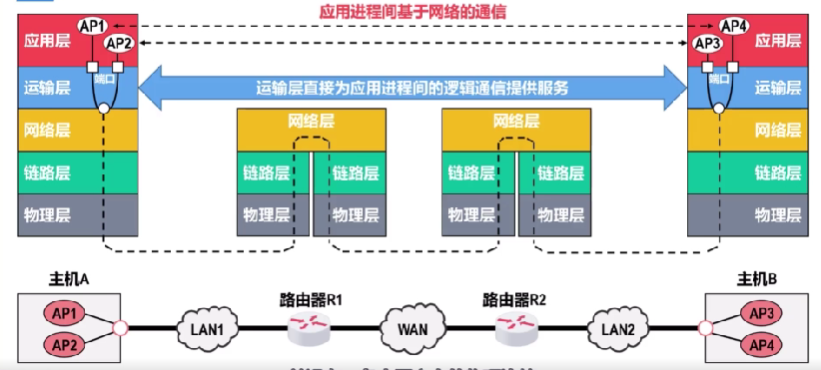 应用进程间基于网络的通信
AP1
AP2
应用层
端口
运输层
网络层
链路层
物理层
运输层直接为应用进程间的逻辑通信提供服务
网络层
链路层
链路层
物理层
物理层
网络层
链路层
链路层
物理层
物理层
AP4
AP3
应用层
端口
运输层
网络层
链路层
物理层
主机A
AP1
AP2
LAN1
路由器R1
WAN
路由器R2
LAN2
主机B
AP3
AP4